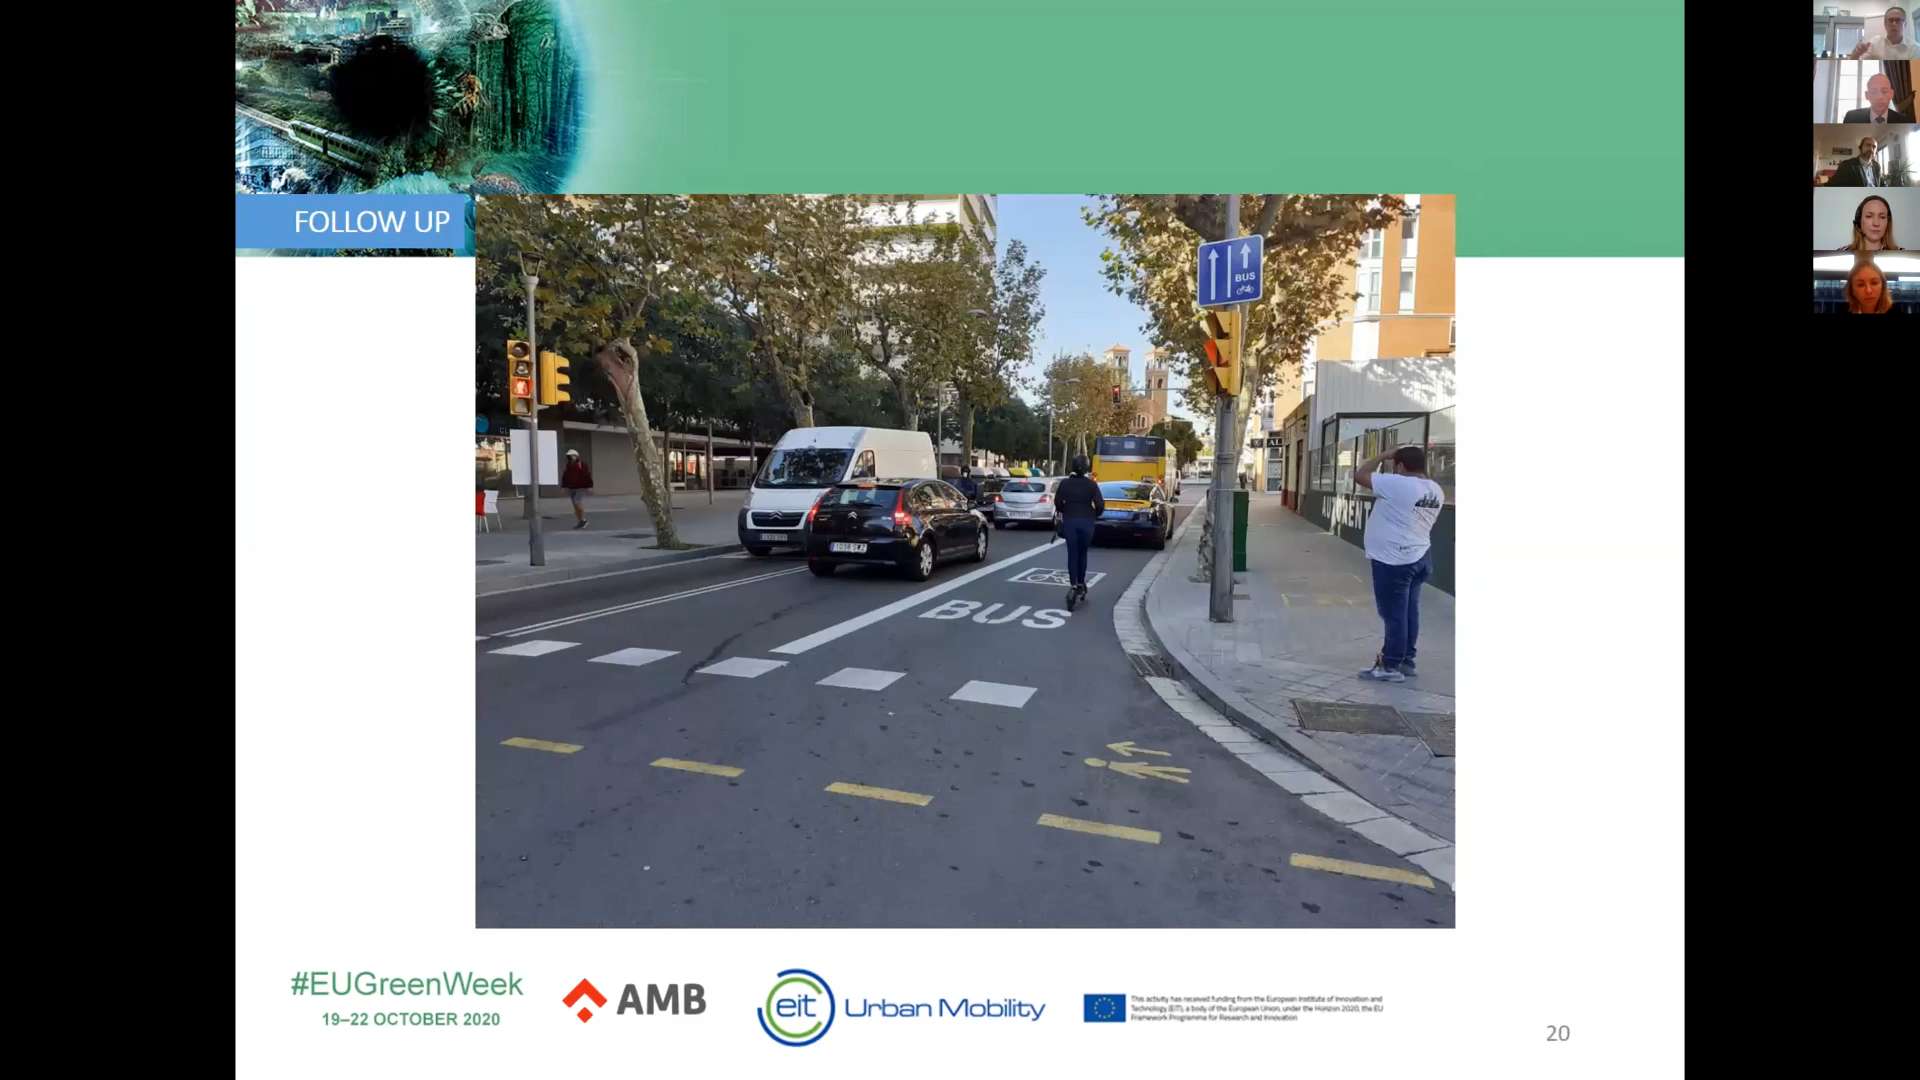 FOLLOW UP
BUS
BUS
AUTORENT
#EUGreenWeek
19–22 OCTOBER 2020
AMB
eit Urban Mobility
This activity has received funding from the European Institute of Innovation and
Technology (EIT), a body of the European Union, under the Horizon 2020, the EU
Framework Programme for Research and Innovation
20